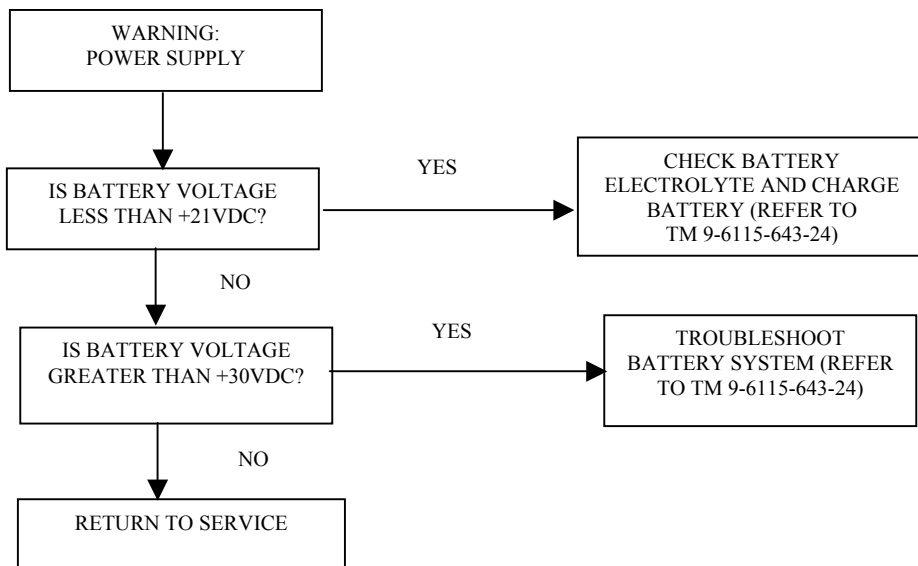 WARNING:
POWER SUPPLY
YES
IS BATTERY VOLTAGE
LESS THAN +21VDC?
CHECK BATTERY
ELECTROLYTE AND CHARGE
BATTERY (REFER TO
TM 9-6115-643-24)
NO
YES
IS BATTERY VOLTAGE
GREATER THAN +30VDC?
TROUBLESHOOT
BATTERY SYSTEM (REFER
TO TM 9-6115-643-24)
NO
RETURN TO SERVICE